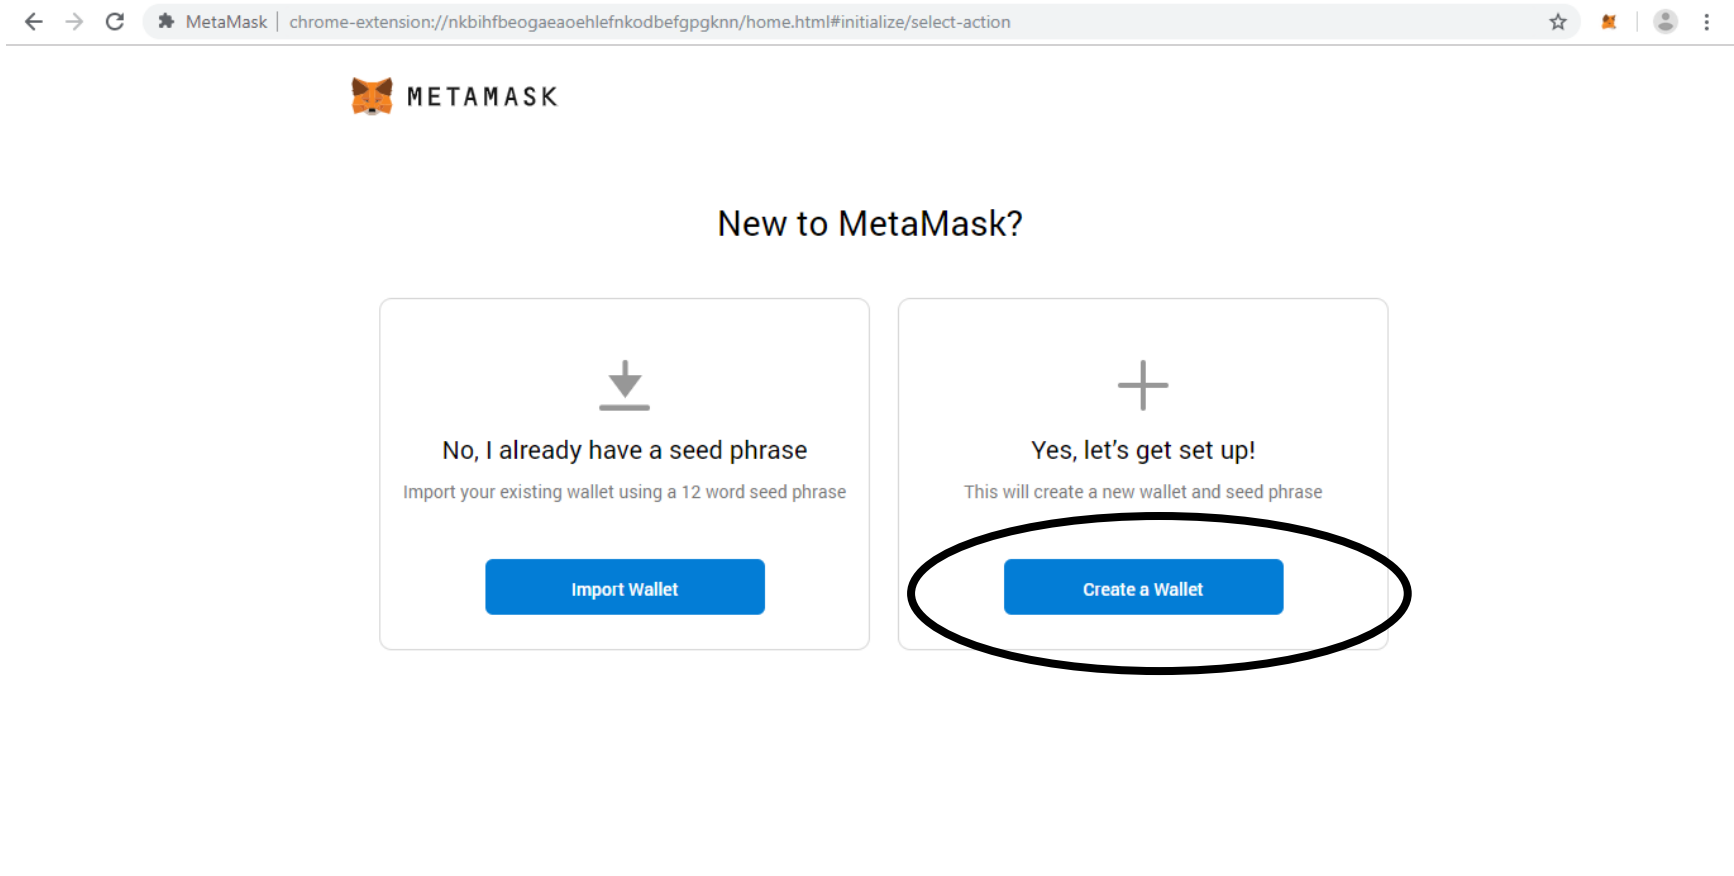 MetaMask | chrome-extension://nkbihfbeogaeaoehlefnkodbefgpgknn/home.html#initialize/select-action
METAMASK
New to MetaMask?
No, I already have a seed phrase
Import your existing wallet using a 12 word seed phrase
Import Wallet
Yes, let's get set up!
This will create a new wallet and seed phrase
Create a Wallet